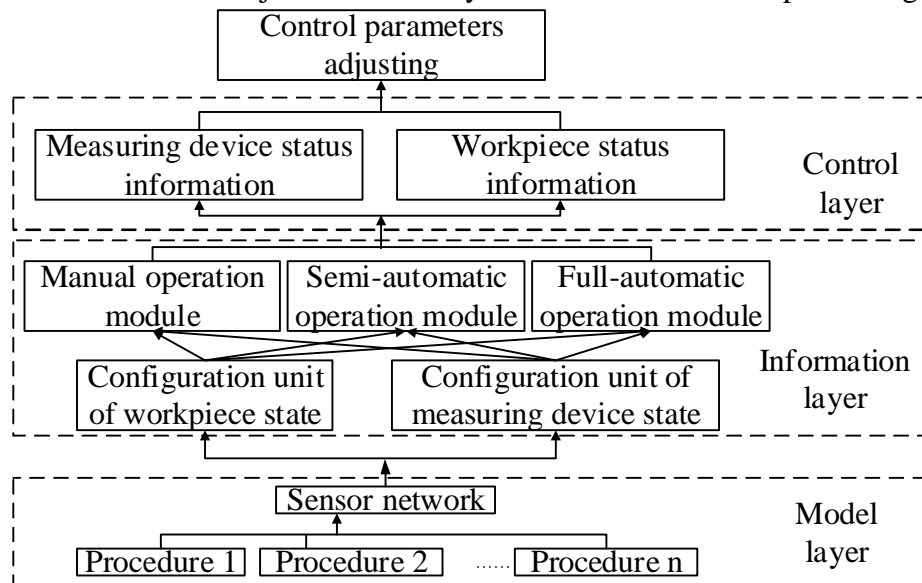 Control parameters
adjusting
Measuring device status
information
Workpiece status
information
Control
layer
Manual operation
module
Semi-automatic
operation module
Full-automatic
operation module
Configuration unit
of workpiece state
Configuration unit of
measuring device state
Information
layer
Sensor network
Procedure 1
Procedure 2
......
Procedure n
Model
layer